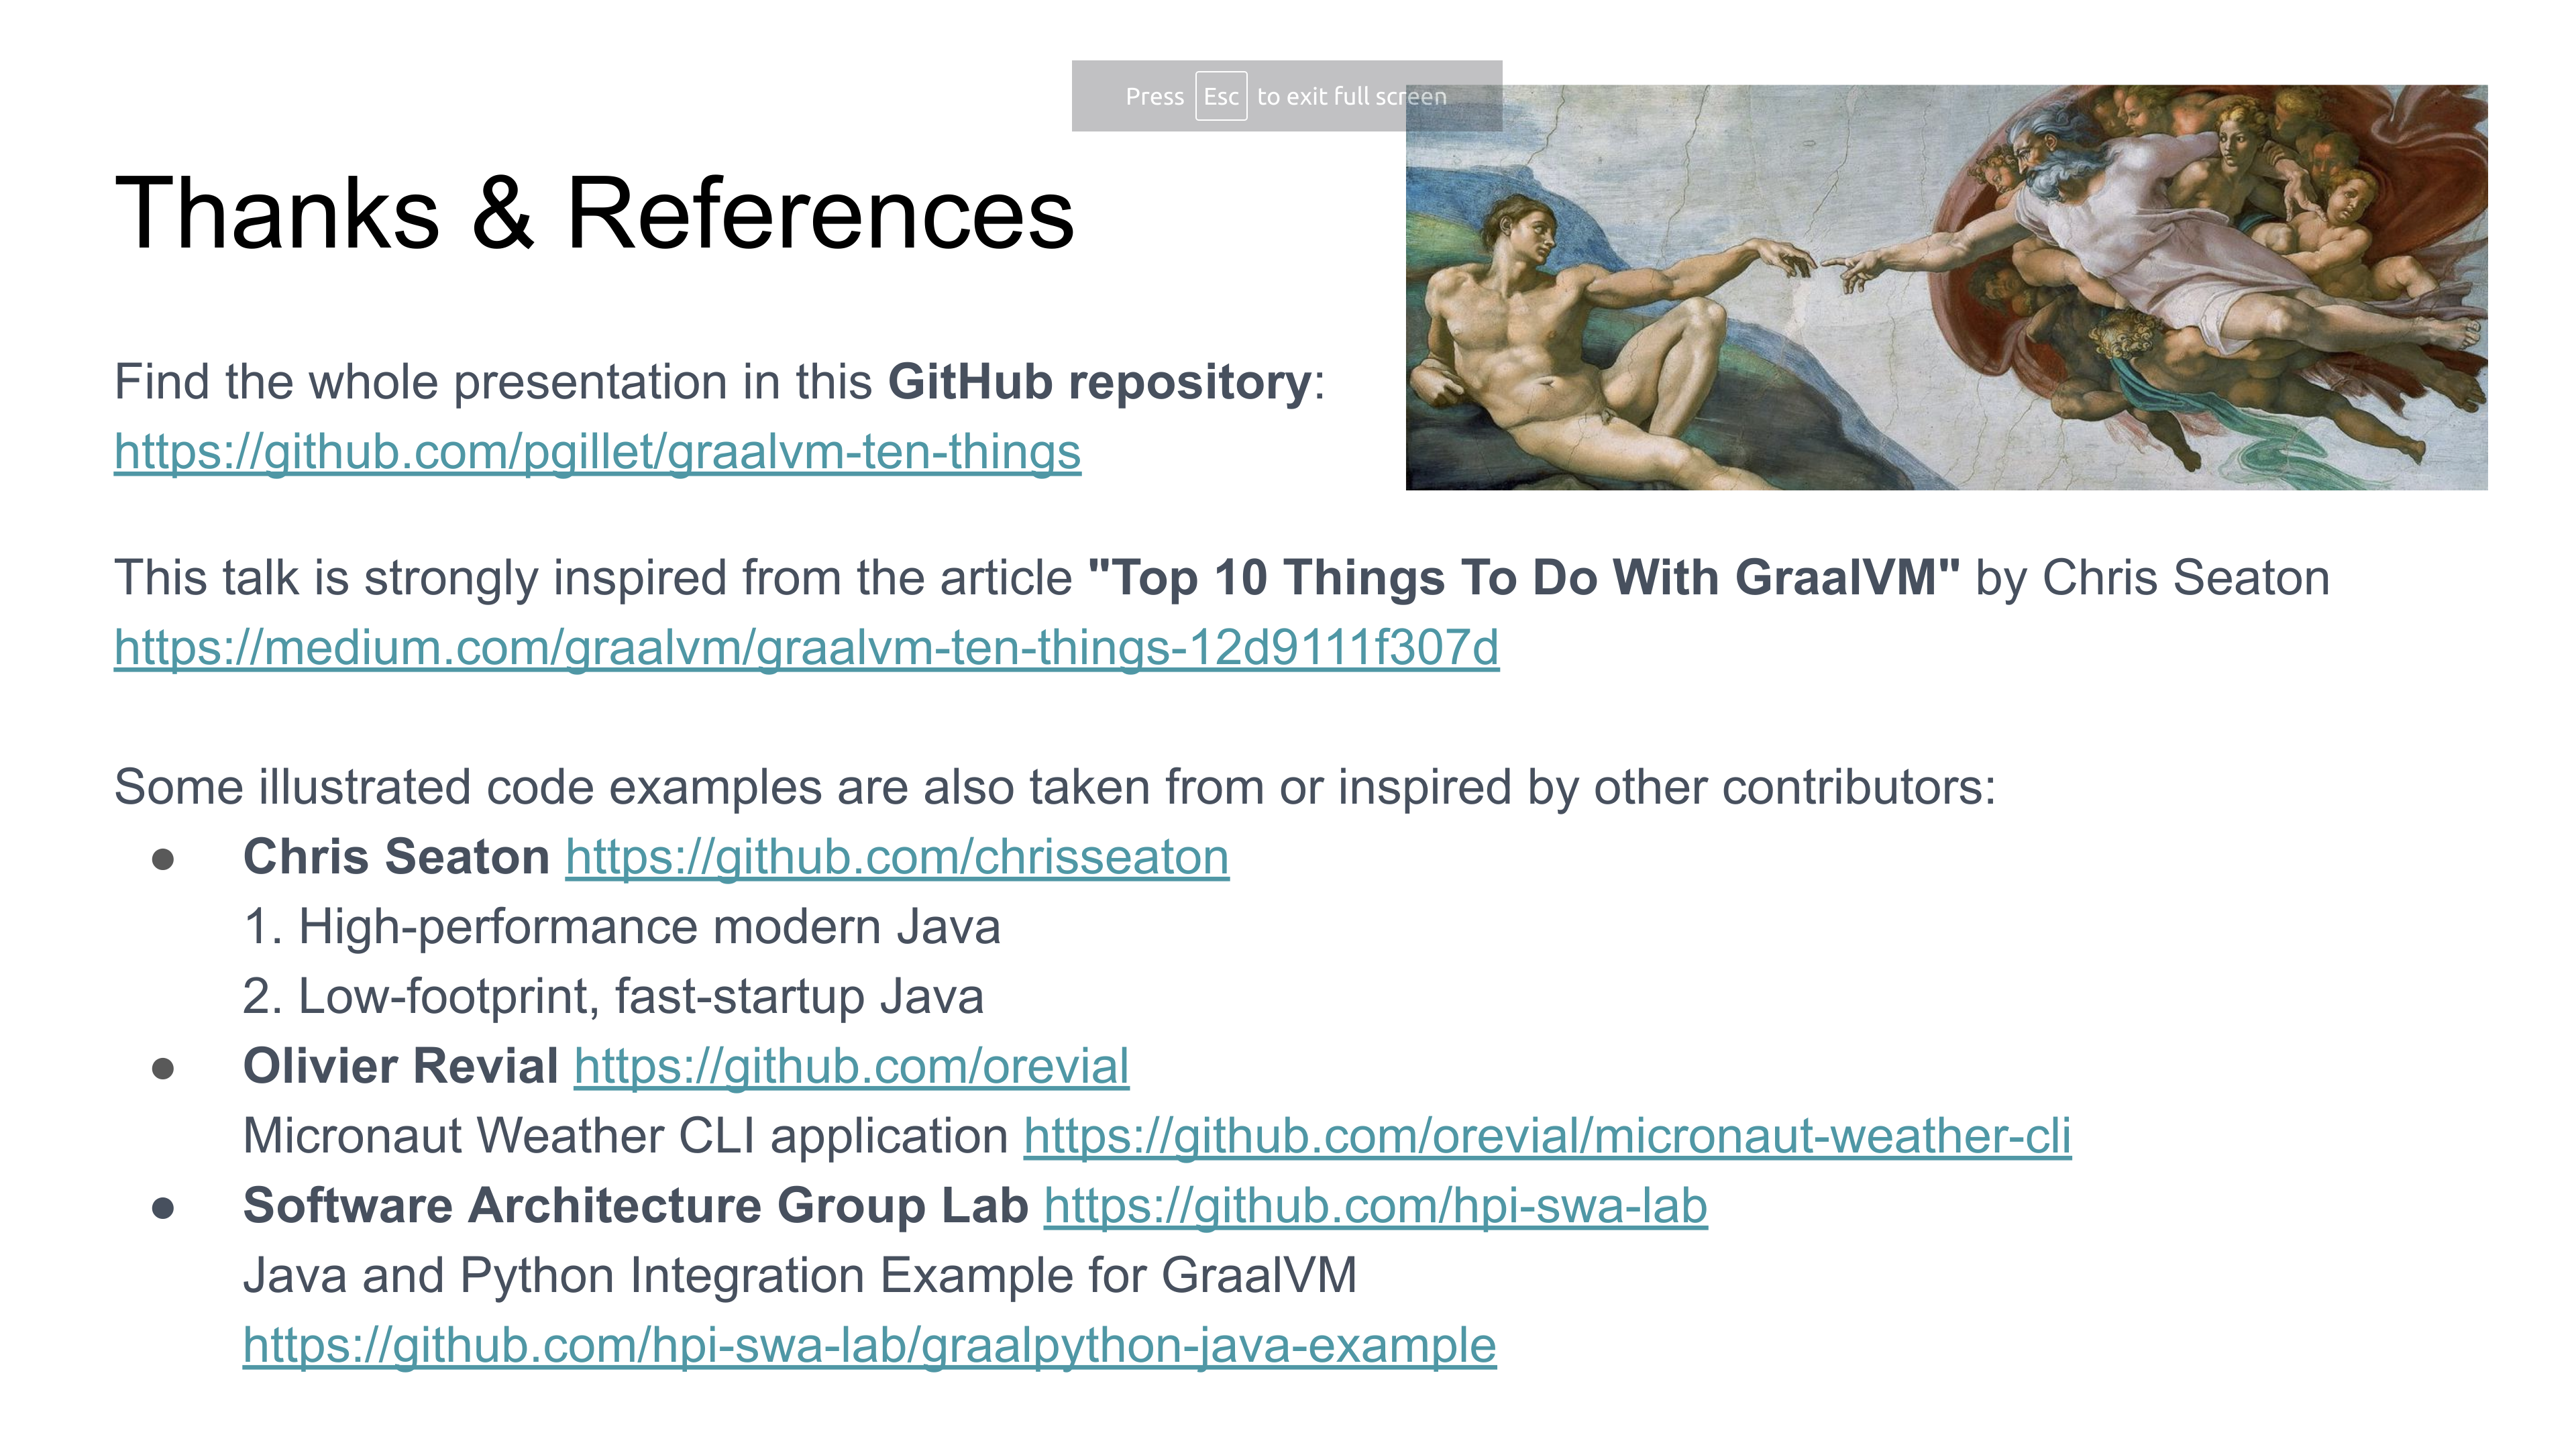 Press Esc to exit full screen
Thanks & References
Find the whole presentation in this GitHub repository:
https://github.com/pgillet/graalvm-ten-things
This talk is strongly inspired from the article "Top 10 Things To Do With GraalVM" by Chris Seaton
https://medium.com/graalvm/graalvm-ten-things-12d9111f307d
Some illustrated code examples are also taken from or inspired by other contributors:
● Chris Seaton https://github.com/chrisseaton
1. High-performance modern Java
2. Low-footprint, fast-startup Java
● Olivier Revial https://github.com/orevial
Micronaut Weather CLI application https://github.com/orevial/micronaut-weather-cli
● Software Architecture Group Lab https://github.com/hpi-swa-lab
Java and Python Integration Example for GraalVM
https://github.com/hpi-swa-lab/graalpython-java-example